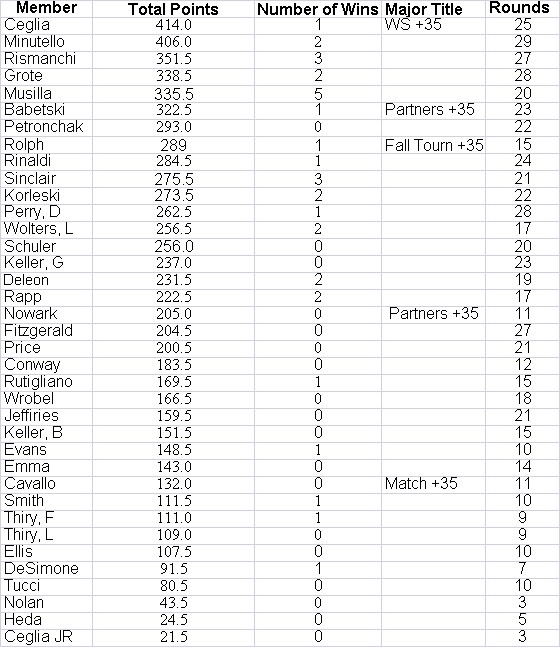 Member Total Points Number of Wins Major Title Rounds
Ceglia 414.0 1 WS +35 25
Minutello 406.0 2 29
Rismanchi 351.5 3 27
Grote 338.5 2 28
Musilla 335.5 5 20
Babetski 322.5 1 Partners +35 23
Petronchak 293.0 0 22
Rolph 289 1 Fall Tourn +35 15
Rinaldi 284.5 1 24
Sinclair 275.5 3 21
Korleski 273.5 2 22
Perry, D 262.5 1 28
Wolters, L 256.5 2 17
Schuler 256.0 0 20
Keller, G 237.0 0 23
Deleon 231.5 2 19
Rapp 222.5 2 17
Nowark 205.0 0 Partners +35 11
Fitzgerald 204.5 0 27
Price 200.5 0 21
Conway 183.5 0 12
Rutigliano 169.5 1 15
Wrobel 166.5 0 18
Jeffiries 159.5 0 21
Keller, B 151.5 0 15
Evans 148.5 1 10
Emma 143.0 0 14
Cavallo 132.0 0 Match +35 11
Smith 111.5 1 10
Thiry, F 111.0 1 9
Thiry, L 109.0 0 9
Ellis 107.5 0 10
DeSimone 91.5 1 7
Tucci 80.5 0 10
Nolan 43.5 0 3
Heda 24.5 0 5
Ceglia JR 21.5 0 3